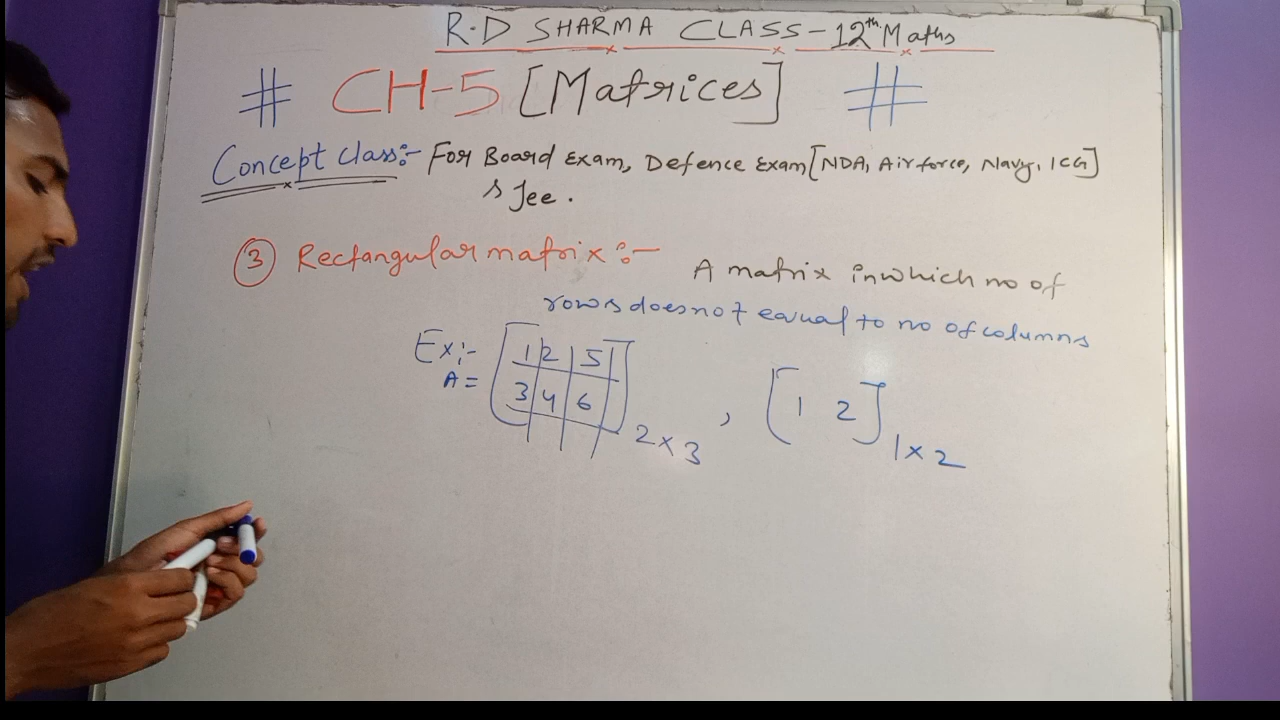 R.D SHARMA CLASS-12th Maths
# CH-5 [Matrices] #
Concept Class:- For Board Exam, Defence Exam [NDA, Airforce, Navy, ICG]
& Jee.
③ Rectangular matrix:- A matrix in which no of
rows does not equal to no of columns
Ex:- A = [1 2 5
3 4 6] 2×3 , [1 2] 1×2